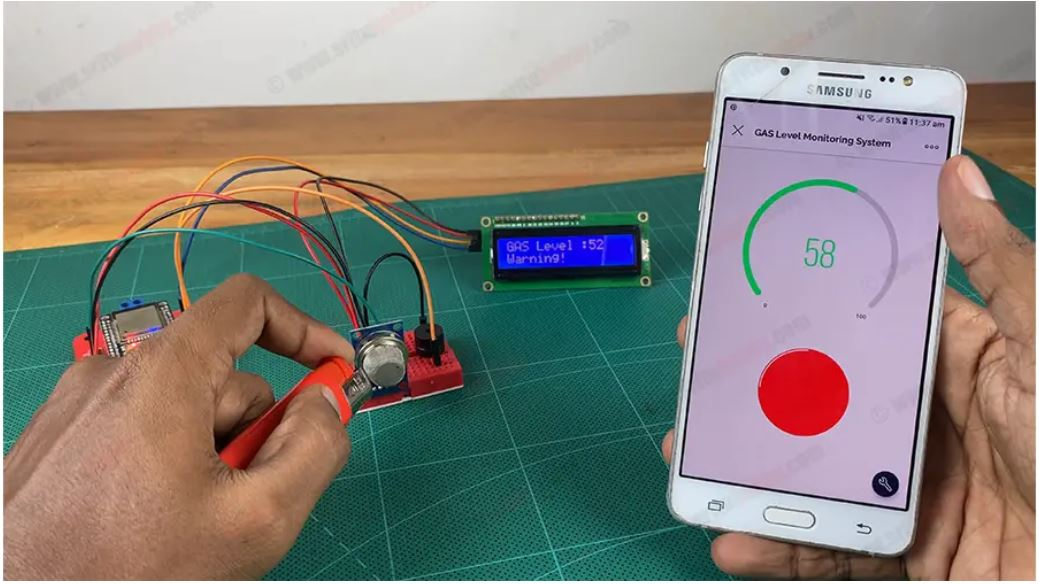 SAMSUNG
51% 11:37 am
GAS Level Monitoring System
58
0
100
GAS Level :52
Warning!